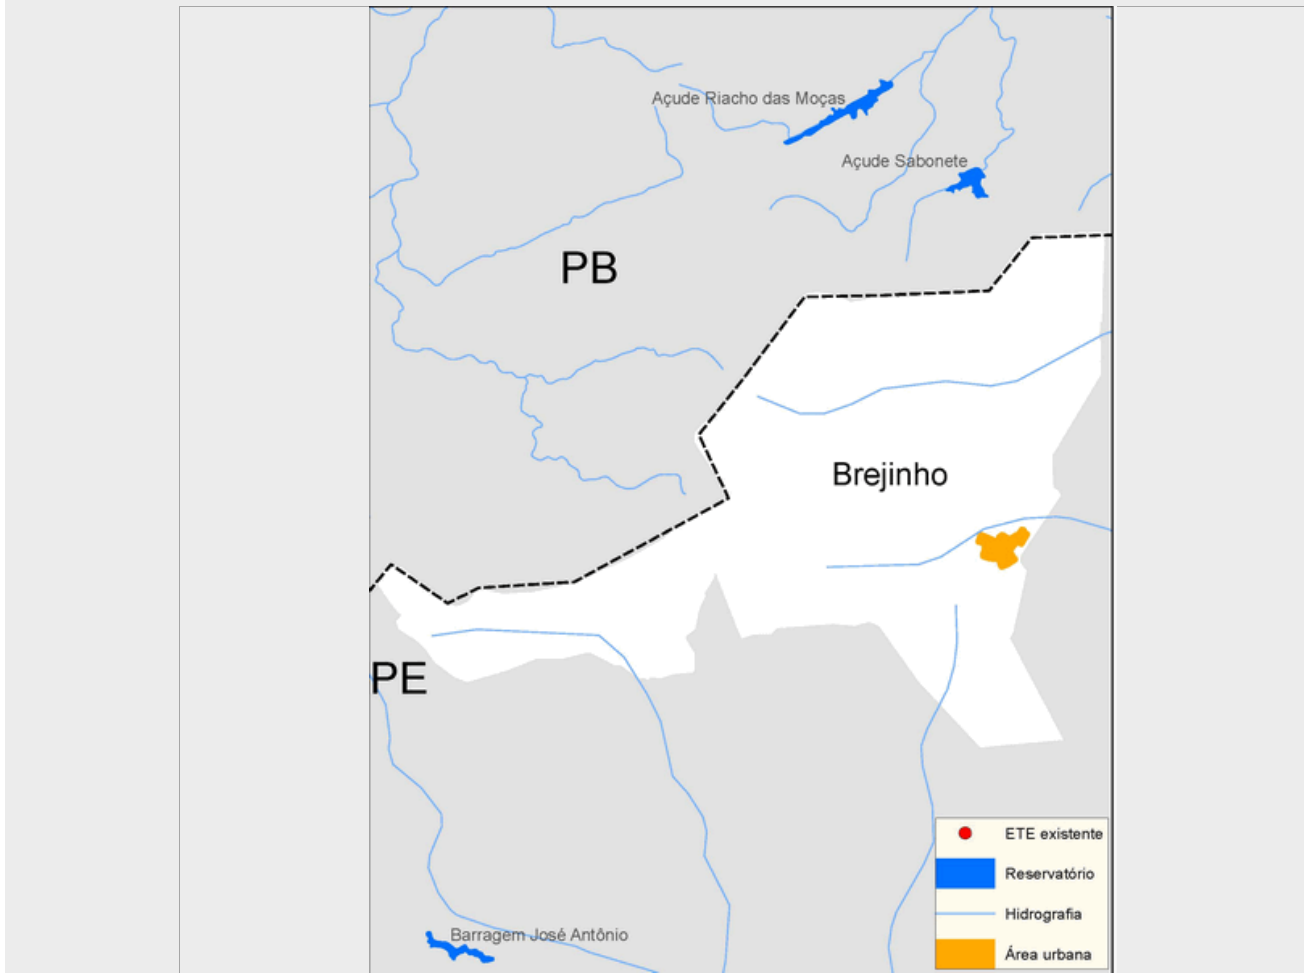 Açude Riacho das Moças
Açude Sabonete
PB
Brejinho
PE
ETE existente
Reservatório
Hidrografia
Barragem José Antônio
Área urbana